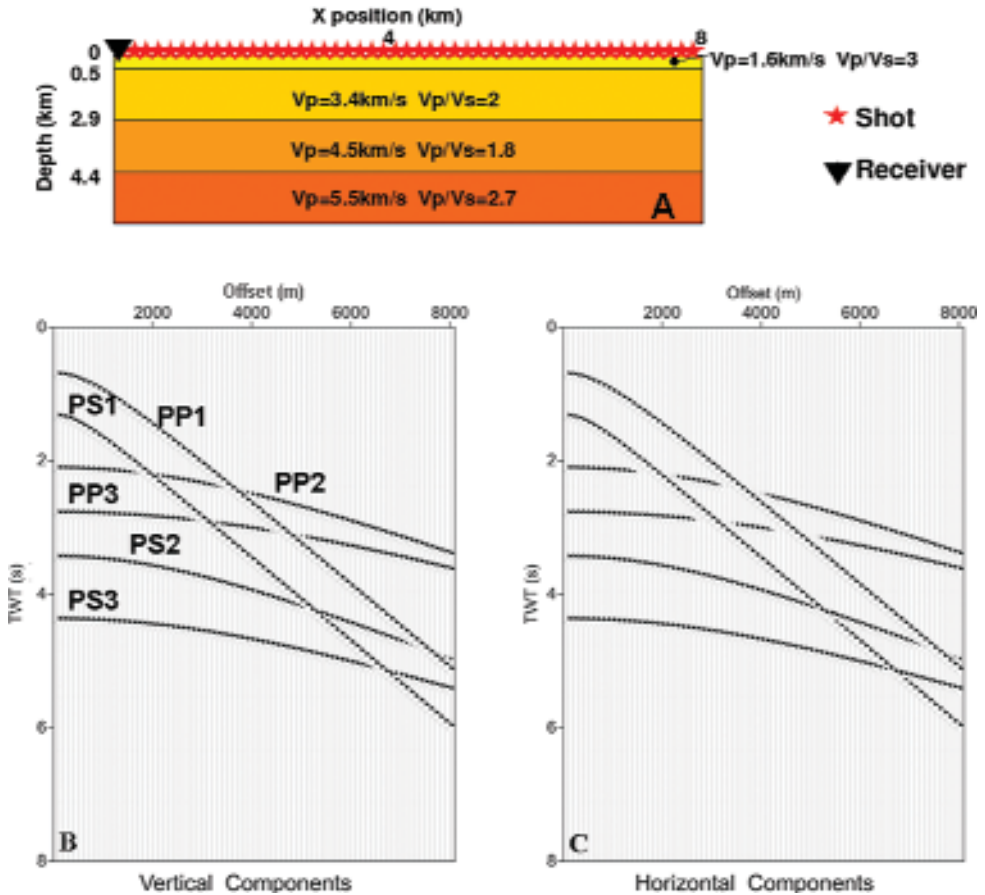 X position (km)
4 8
0
0.5
2.9
4.4
Depth (km)
Vp=1.6km/s Vp/Vs=3
Vp=3.4km/s Vp/Vs=2
Vp=4.5km/s Vp/Vs=1.8
Vp=5.5km/s Vp/Vs=2.7
A
Shot
Receiver
Offset (m)
2000 4000 6000 8000
0
2
4
6
8
TWT (s)
PS1
PP1
PP2
PP3
PS2
PS3
B
Vertical Components
Offset (m)
2000 4000 6000 8000
0
2
4
6
8
TWT (s)
C
Horizontal Components